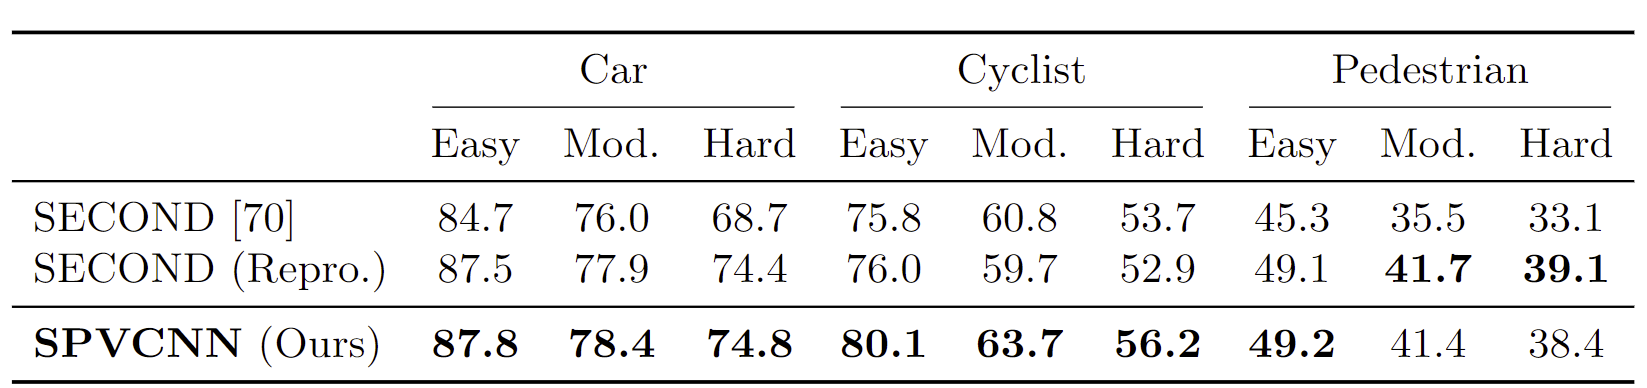 Car Cyclist Pedestrian
Easy Mod. Hard Easy Mod. Hard Easy Mod. Hard
SECOND [70] 84.7 76.0 68.7 75.8 60.8 53.7 45.3 35.5 33.1
SECOND (Repro.) 87.5 77.9 74.4 76.0 59.7 52.9 49.1 41.7 39.1
SPVCNN (Ours) 87.8 78.4 74.8 80.1 63.7 56.2 49.2 41.4 38.4